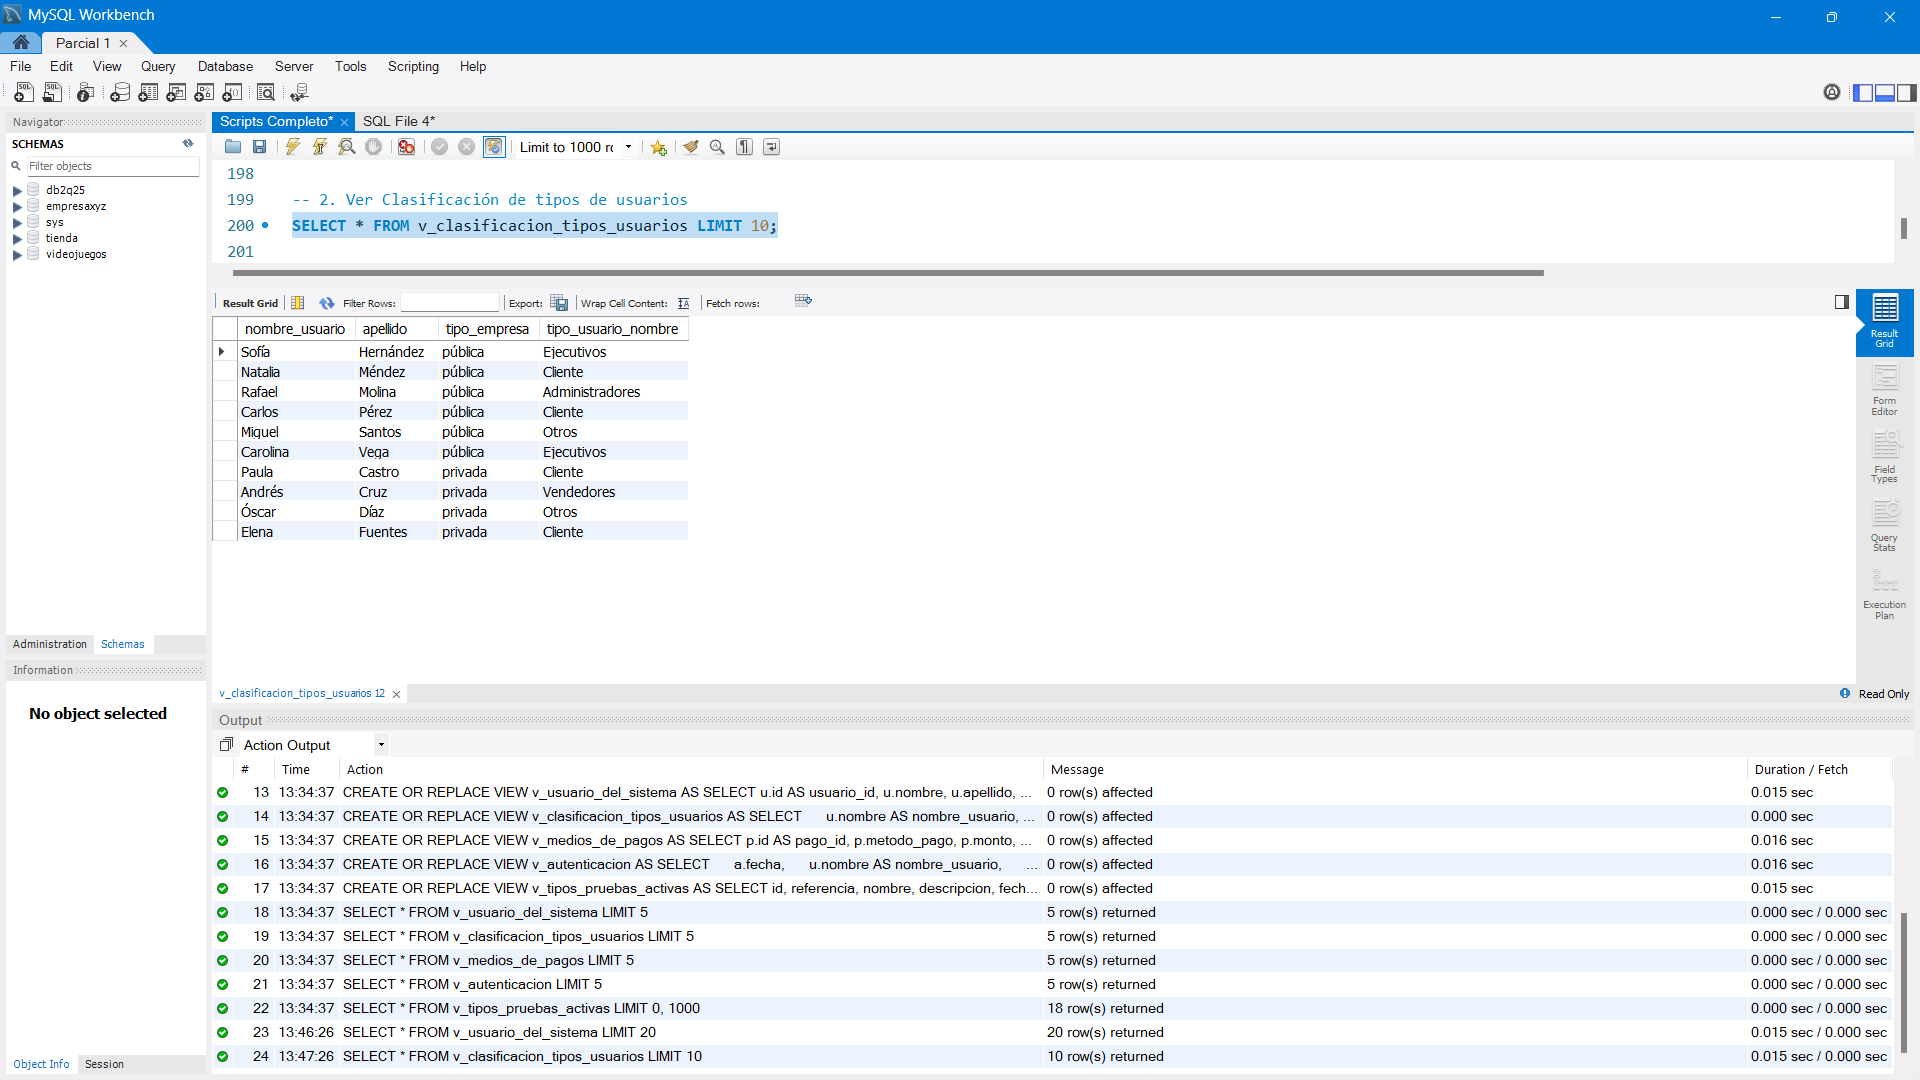 MySQL Workbench
Parcial 1
File Edit View Query Database Server Tools Scripting Help
Navigator
SCHEMAS
Filter objects
db2q25
empresaxyz
sys
tienda
videojuegos
Administration Schemas
Information
No object selected
Object Info Session
Scripts Completo* SQL File 4*
Limit to 1000 r
198
199 -- 2. Ver Clasificación de tipos de usuarios
200 SELECT * FROM v_clasificacion_tipos_usuarios LIMIT 10;
201
Result Grid Filter Rows: Export: Wrap Cell Content: Fetch rows:
nombre_usuario apellido tipo_empresa tipo_usuario_nombre
Sofía Hernández pública Ejecutivos
Natalia Méndez pública Cliente
Rafael Molina pública Administradores
Carlos Pérez pública Cliente
Miguel Santos pública Otros
Carolina Vega pública Ejecutivos
Paula Castro privada Cliente
Andrés Cruz privada Vendedores
Óscar Díaz privada Otros
Elena Fuentes privada Cliente
Result
Grid
Form
Editor
Field
Types
Query
Stats
Execution
Plan
v_clasificacion_tipos_usuarios 12
Read Only
Output
Action Output
# Time Action Message Duration / Fetch
13 13:34:37 CREATE OR REPLACE VIEW v_usuario_del_sistema AS SELECT u.id AS usuario_id, u.nombre, u.apellido, ... 0 row(s) affected 0.015 sec
14 13:34:37 CREATE OR REPLACE VIEW v_clasificacion_tipos_usuarios AS SELECT u.nombre AS nombre_usuario, ... 0 row(s) affected 0.000 sec
15 13:34:37 CREATE OR REPLACE VIEW v_medios_de_pagos AS SELECT p.id AS pago_id, p.metodo_pago, p.monto, ... 0 row(s) affected 0.016 sec
16 13:34:37 CREATE OR REPLACE VIEW v_autenticacion AS SELECT a.fecha, u.nombre AS nombre_usuario, ... 0 row(s) affected 0.016 sec
17 13:34:37 CREATE OR REPLACE VIEW v_tipos_pruebas_activas AS SELECT id, referencia, nombre, descripcion, fech... 0 row(s) affected 0.015 sec
18 13:34:37 SELECT * FROM v_usuario_del_sistema LIMIT 5 5 row(s) returned 0.000 sec / 0.000 sec
19 13:34:37 SELECT * FROM v_clasificacion_tipos_usuarios LIMIT 5 5 row(s) returned 0.000 sec / 0.000 sec
20 13:34:37 SELECT * FROM v_medios_de_pagos LIMIT 5 5 row(s) returned 0.000 sec / 0.000 sec
21 13:34:37 SELECT * FROM v_autenticacion LIMIT 5 5 row(s) returned 0.000 sec / 0.000 sec
22 13:34:37 SELECT * FROM v_tipos_pruebas_activas LIMIT 0, 1000 18 row(s) returned 0.000 sec / 0.000 sec
23 13:46:26 SELECT * FROM v_usuario_del_sistema LIMIT 20 20 row(s) returned 0.015 sec / 0.000 sec
24 13:47:26 SELECT * FROM v_clasificacion_tipos_usuarios LIMIT 10 10 row(s) returned 0.015 sec / 0.000 sec